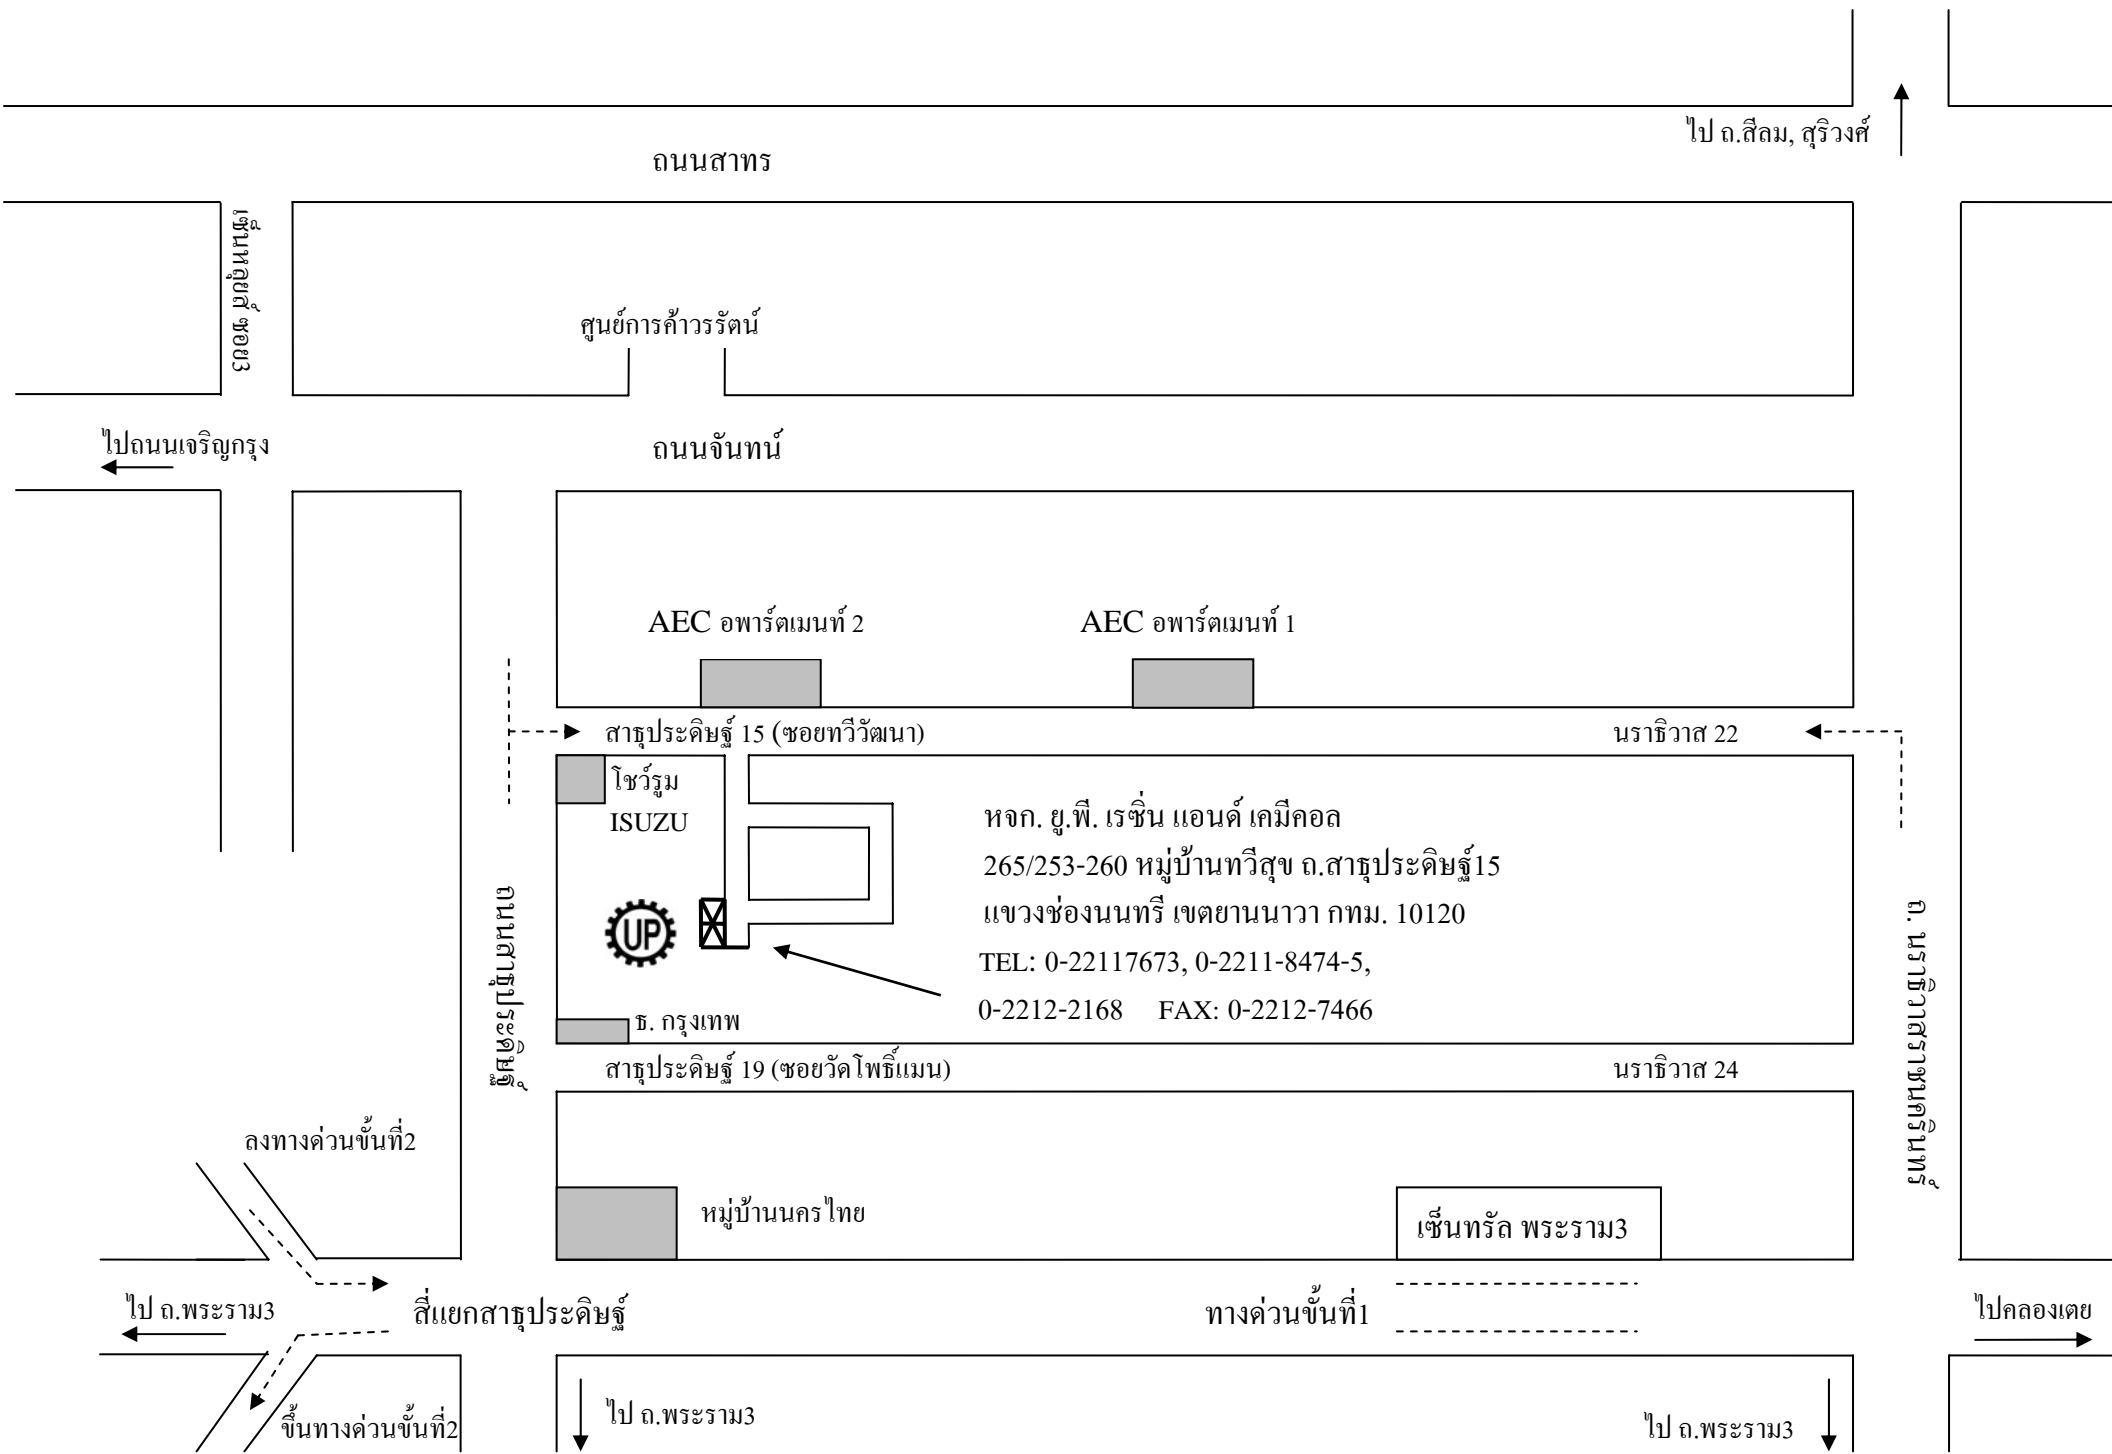 ไป ถ.สีลม, สุริวงศ์
ถนนสาทร
เซ็นหลุยส์ ซอย3
ศูนย์การค้าวรรัตน์
ไปถนนเจริญกรุง
ถนนจันทน์
AEC อพาร์ตเมนท์ 2
AEC อพาร์ตเมนท์ 1
สาธุประดิษฐ์ 15 (ซอยทวีวัฒนา)
นราธิวาส 22
โชว์รูม
ISUZU
หจก. ยู.พี. เรซิ่น แอนด์ เคมีคอล
265/253-260 หมู่บ้านทวีสุข ถ.สาธุประดิษฐ์15
แขวงช่องนนทรี เขตยานนาวา กทม. 10120
TEL: 0-22117673, 0-2211-8474-5,
0-2212-2168 FAX: 0-2212-7466
UP
ถนนสาธุประดิษฐ์
ถ. นราธิวาสราชนครินทร์
ธ. กรุงเทพ
สาธุประดิษฐ์ 19 (ซอยวัดโพธิ์แมน)
นราธิวาส 24
ลงทางด่วนขั้นที่2
หมู่บ้านนครไทย
เซ็นทรัล พระราม3
ไป ถ.พระราม3
สี่แยกสาธุประดิษฐ์
ทางด่วนขั้นที่1
ไปคลองเตย
ขึ้นทางด่วนขั้นที่2
ไป ถ.พระราม3
ไป ถ.พระราม3